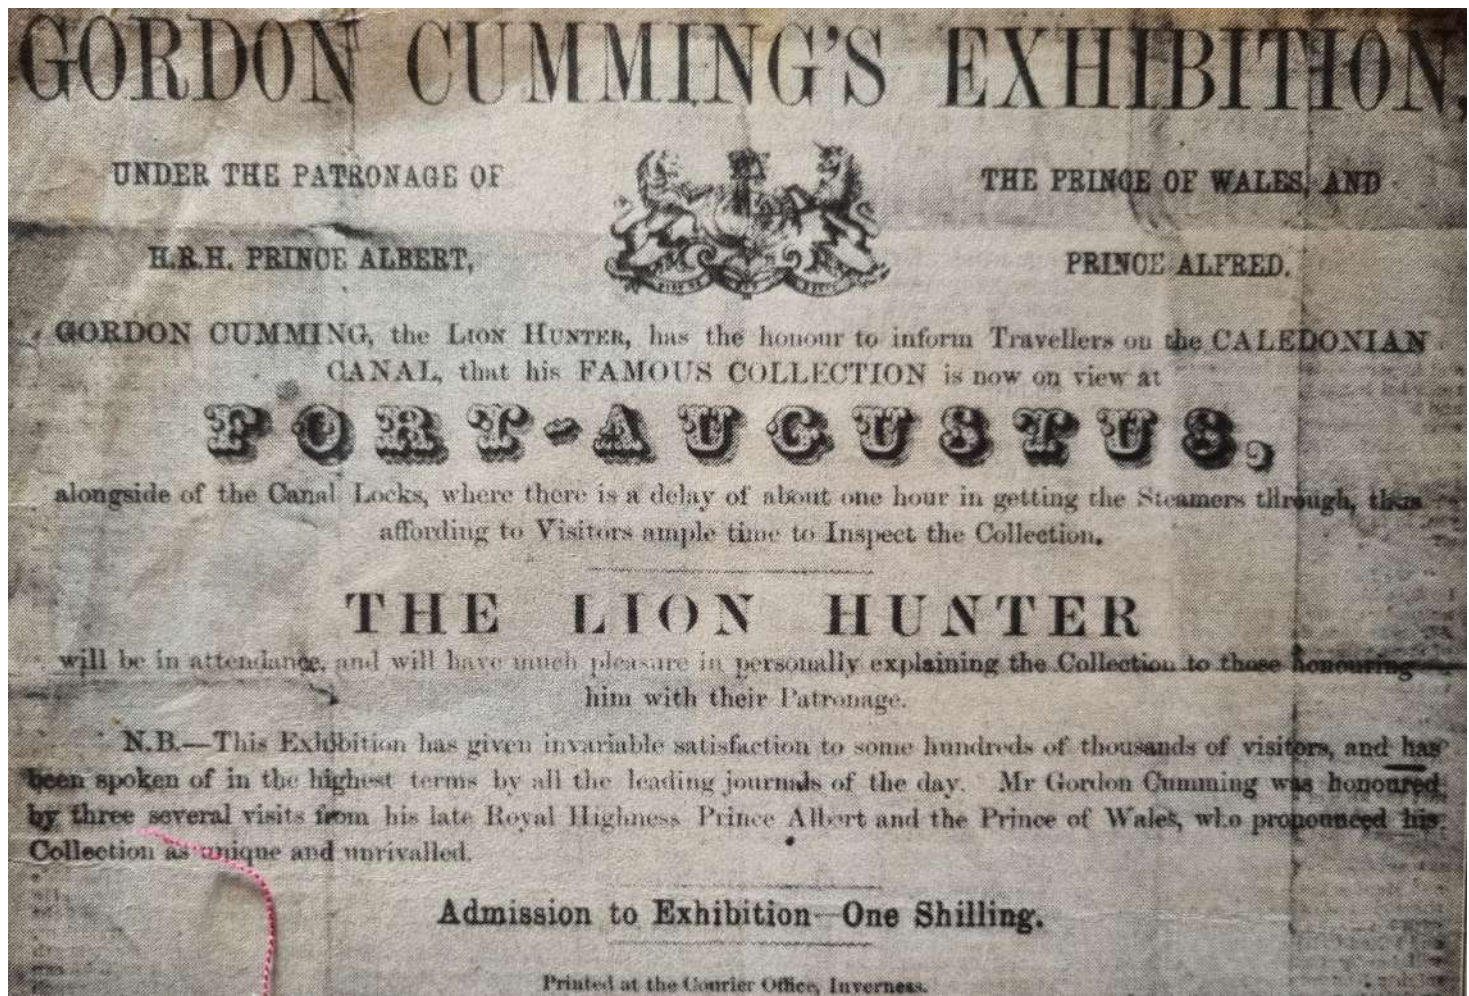 GORDON CUMMING'S EXHIBITION,
UNDER THE PATRONAGE OF
H.R.H. PRINCE ALBERT,
THE PRINCE OF WALES, AND
PRINCE ALFRED.
GORDON CUMMING, the LION HUNTER, has the honour to inform Travellers on the CALEDONIAN
CANAL, that his FAMOUS COLLECTION is now on view at
FORT-AUGUSTUS,
alongside of the Canal Locks, where there is a delay of about one hour in getting the Steamers through, thus
affording to Visitors ample time to Inspect the Collection.
THE LION HUNTER
will be in attendance, and will have much pleasure in personally explaining the Collection to those honouring
him with their Patronage.
N.B.—This Exhibition has given invariable satisfaction to some hundreds of thousands of visitors, and has
been spoken of in the highest terms by all the leading journals of the day. Mr Gordon Cumming was honoured
by three several visits from his late Royal Highness Prince Albert and the Prince of Wales, who pronounced his
Collection as unique and unrivalled.
Admission to Exhibition—One Shilling.
Printed at the Courier Office, Inverness.